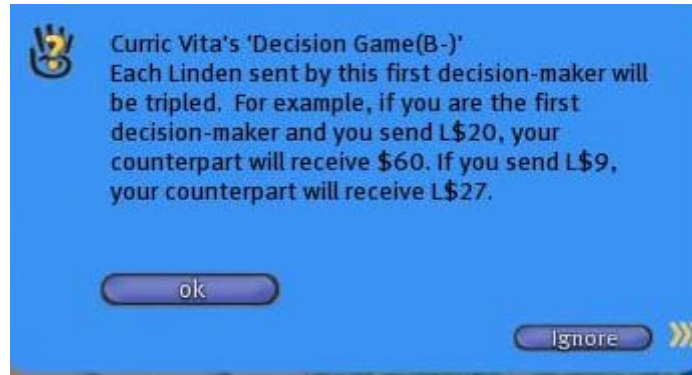 Curric Vita's 'Decision Game(B-)'
Each Linden sent by this first decision-maker will
be tripled. For example, if you are the first
decision-maker and you send L$20, your
counterpart will receive $60. If you send L$9,
your counterpart will receive L$27.
ok
Ignore